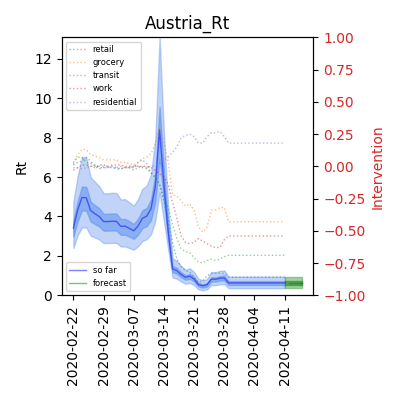 Austria_Rt
retail
grocery
transit
work
residential
so far
forecast
Rt
0
2
4
6
8
10
12
Intervention
1.00
0.75
0.50
0.25
0.00
−0.25
−0.50
−0.75
−1.00
2020-02-22
2020-02-29
2020-03-07
2020-03-14
2020-03-21
2020-03-28
2020-04-04
2020-04-11